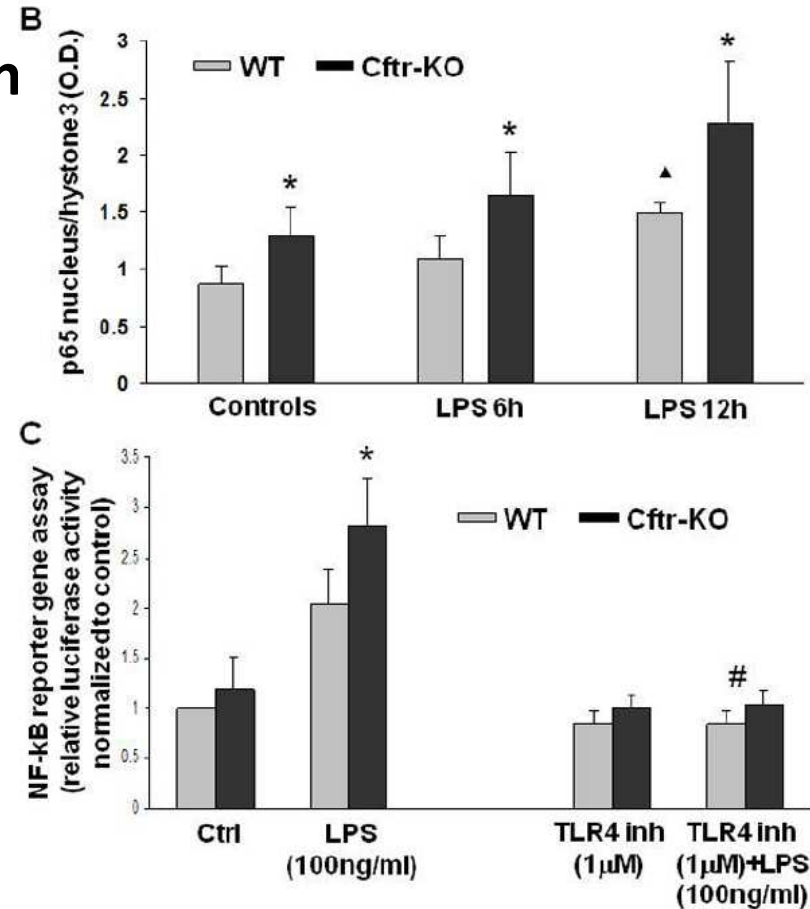 B
n
p65 nucleus/hystone3 (O.D.)
3
2.5
2
1.5
1
0.5
0
WT Cftr-KO
*
*
▲
*
Controls LPS 6h LPS 12h
C
NF-kB reporter gene assay
(relative luciferase activity
normalized to control)
3.5
3
2.5
2
1.5
1
0.5
0
*
WT Cftr-KO
#
Ctrl LPS TLR4 inh TLR4 inh
(100ng/ml) (1μM) (1μM)+LPS
(100ng/ml)